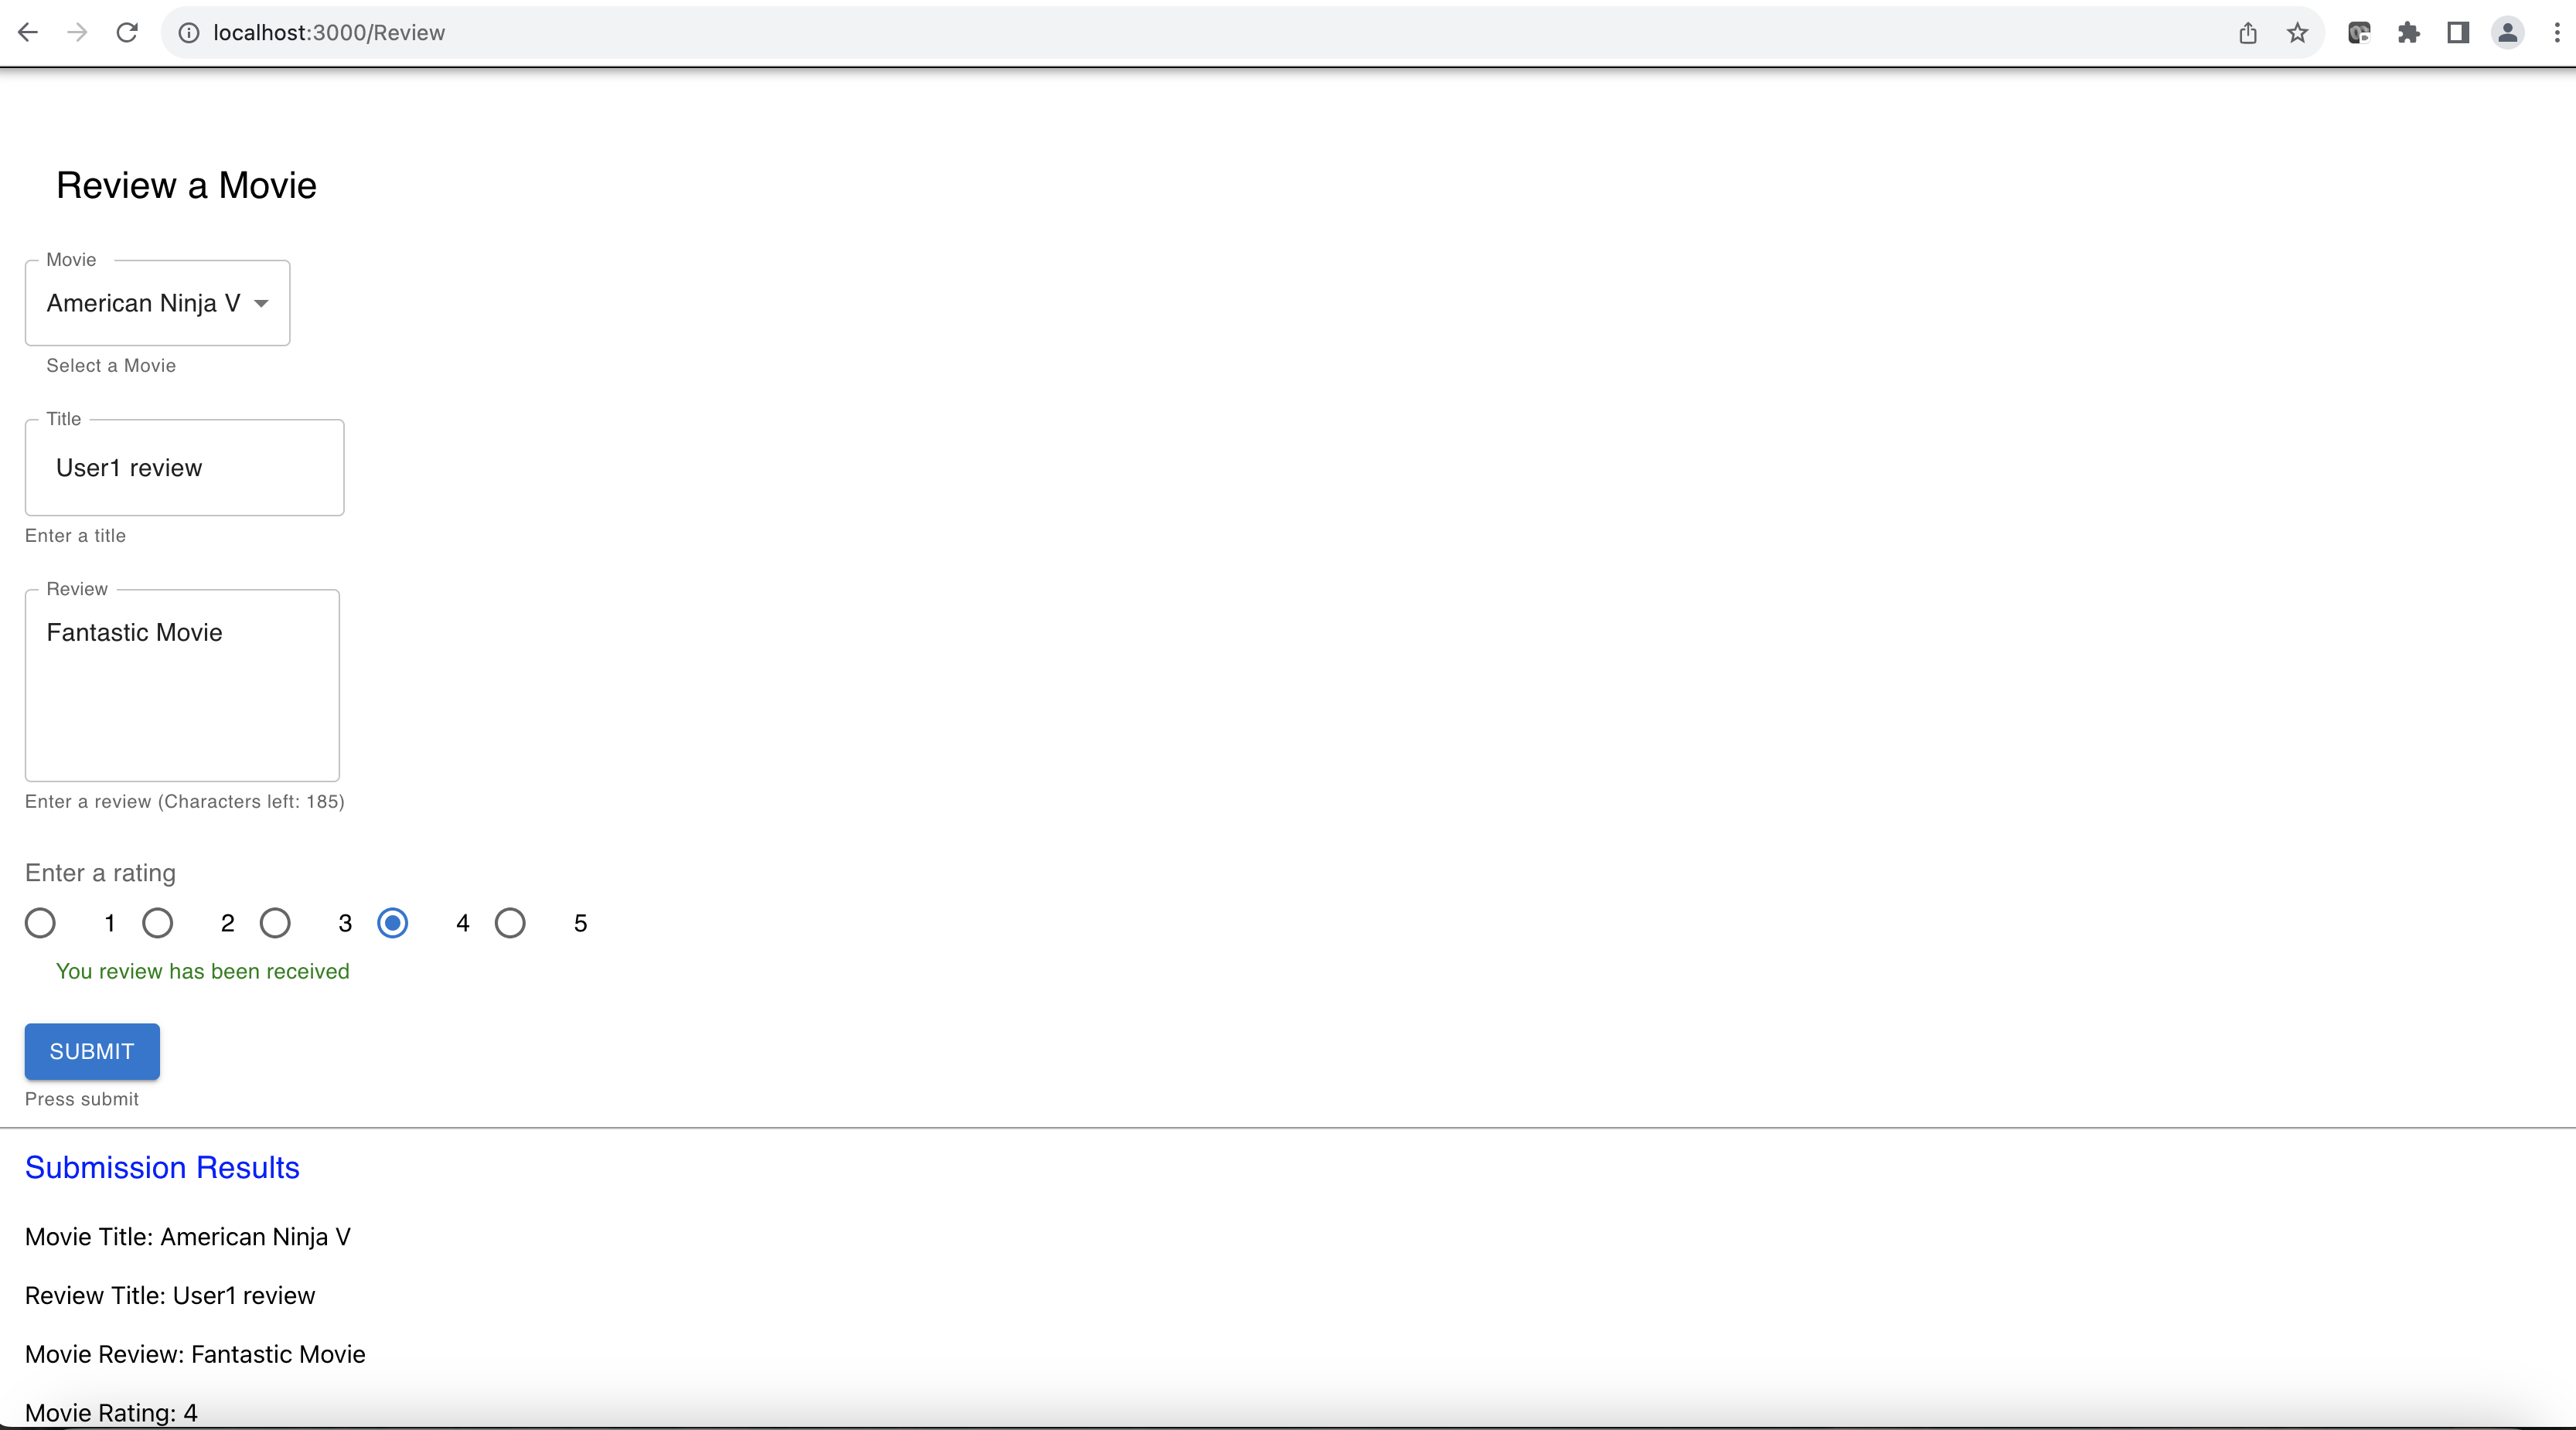 localhost:3000/Review
Review a Movie
Movie
American Ninja V
Select a Movie
Title
User1 review
Enter a title
Review
Fantastic Movie
Enter a review (Characters left: 185)
Enter a rating
1 2 3 4 5
You review has been received
SUBMIT
Press submit
Submission Results
Movie Title: American Ninja V
Review Title: User1 review
Movie Review: Fantastic Movie
Movie Rating: 4